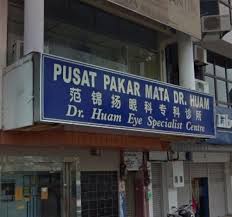 PUSAT PAKAR MATA DR. HUAM
范锦扬眼科专科诊所
Dr. Huam Eye Specialist Centre